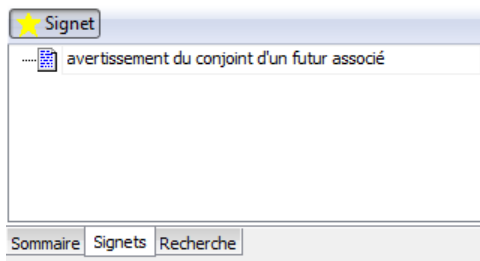 Signet
avertissement du conjoint d'un futur associé
Sommaire Signets Recherche